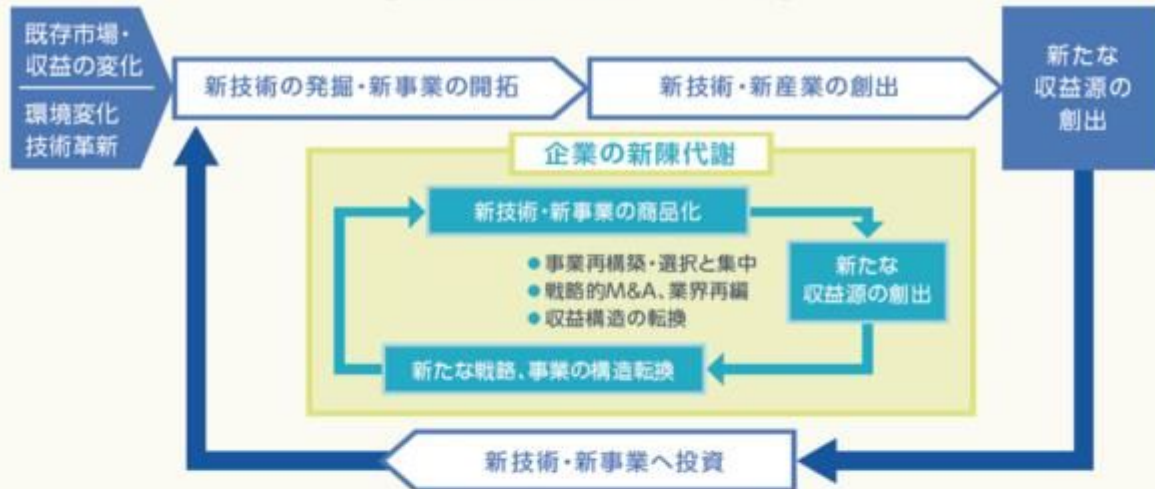 既存市場・
収益の変化
環境変化
技術革新
新技術の発掘・新事業の開拓
新技術・新産業の創出
新たな
収益源の
創出
企業の新陳代謝
新技術・新事業の商品化
●事業再構築・選択と集中
●戦略的M&A、業界再編
●収益構造の転換
新たな
収益源の創出
新たな戦略、事業の構造転換
新技術・新事業へ投資